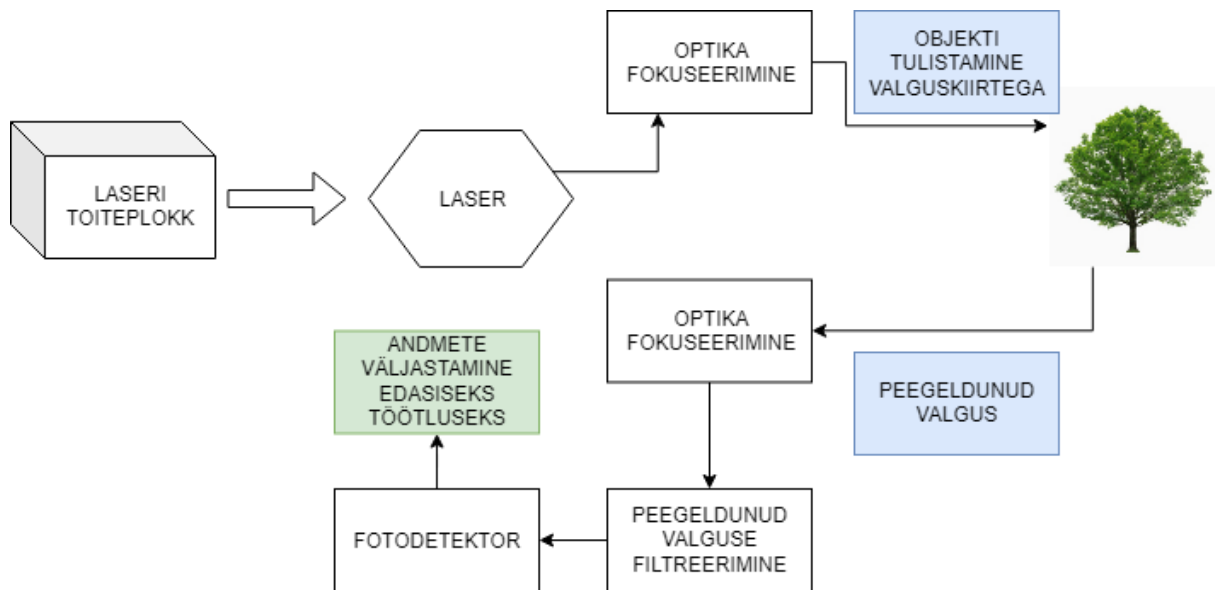 LASERI
TOITEPLOKK
LASER
OPTIKA
FOKUSEERIMINE
OBJEKTI
TULISTAMINE
VALGUSKIIRTEGA
PEEGELDUNUD
VALGUS
OPTIKA
FOKUSEERIMINE
PEEGELDUNUD
VALGUSE
FILTREERIMINE
FOTODETEKTOR
ANDMETE
VÄLJASTAMINE
EDASISEKS
TÖÖTLUSEKS